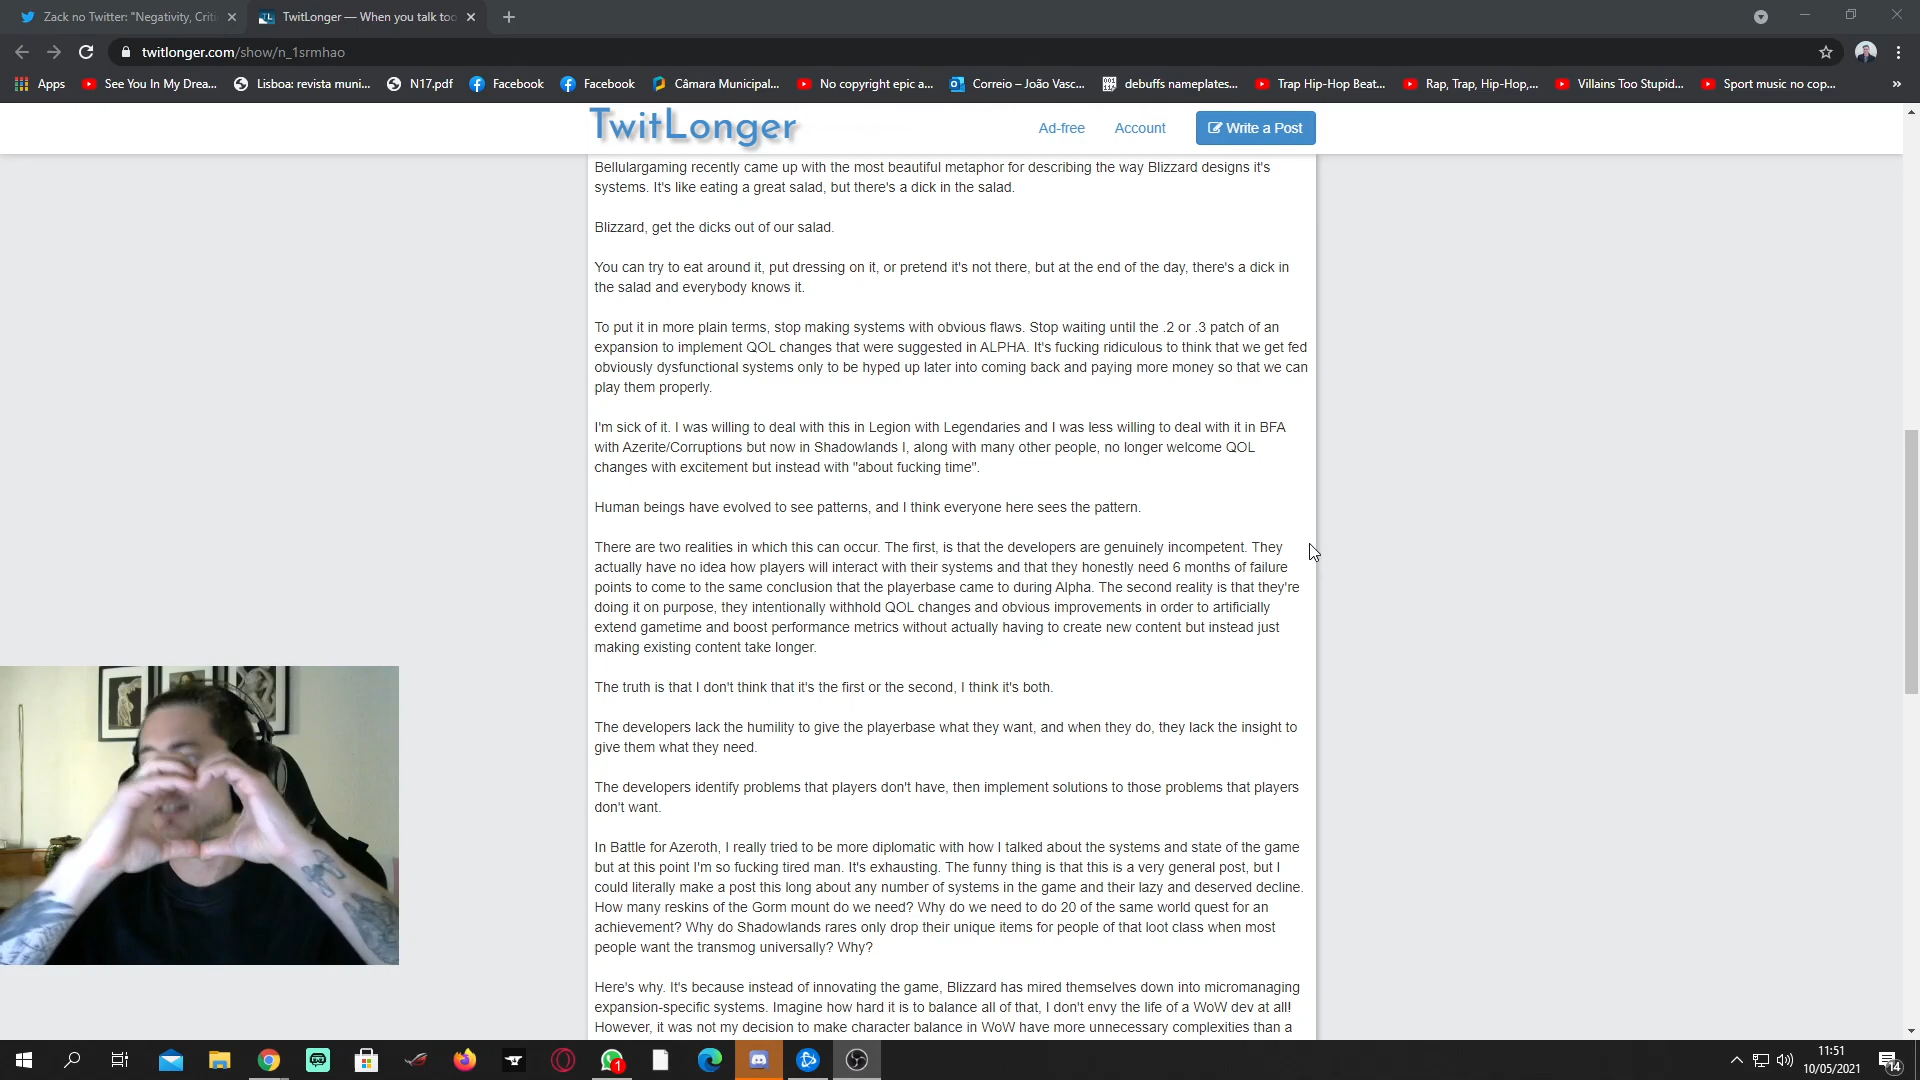 Zack no Twitter: "Negativity, Criti
TwitLonger — When you talk too
twitlonger.com/show/n_1srmhao
Apps
See You In My Drea...
Lisboa: revista muni...
N17.pdf
Facebook
Facebook
Câmara Municipal...
No copyright epic a...
Correio – João Vasc...
debuffs nameplates...
Trap Hip-Hop Beat...
Rap, Trap, Hip-Hop,...
Villains Too Stupid...
Sport music no cop...
»
TwitLonger
Ad-free
Account
Write a Post
Bellulargaming recently came up with the most beautiful metaphor for describing the way Blizzard designs it's
systems. It's like eating a great salad, but there's a dick in the salad.
Blizzard, get the dicks out of our salad.
You can try to eat around it, put dressing on it, or pretend it's not there, but at the end of the day, there's a dick in
the salad and everybody knows it.
To put it in more plain terms, stop making systems with obvious flaws. Stop waiting until the .2 or .3 patch of an
expansion to implement QOL changes that were suggested in ALPHA. It's fucking ridiculous to think that we get fed
obviously dysfunctional systems only to be hyped up later into coming back and paying more money so that we can
play them properly.
I'm sick of it. I was willing to deal with this in Legion with Legendaries and I was less willing to deal with it in BFA
with Azerite/Corruptions but now in Shadowlands I, along with many other people, no longer welcome QOL
changes with excitement but instead with "about fucking time".
Human beings have evolved to see patterns, and I think everyone here sees the pattern.
There are two realities in which this can occur. The first, is that the developers are genuinely incompetent. They
actually have no idea how players will interact with their systems and that they honestly need 6 months of failure
points to come to the same conclusion that the playerbase came to during Alpha. The second reality is that they're
doing it on purpose, they intentionally withhold QOL changes and obvious improvements in order to artificially
extend gametime and boost performance metrics without actually having to create new content but instead just
making existing content take longer.
The truth is that I don't think that it's the first or the second, I think it's both.
The developers lack the humility to give the playerbase what they want, and when they do, they lack the insight to
give them what they need.
The developers identify problems that players don't have, then implement solutions to those problems that players
don't want.
In Battle for Azeroth, I really tried to be more diplomatic with how I talked about the systems and state of the game
but at this point I'm so fucking tired man. It's exhausting. The funny thing is that this is a very general post, but I
could literally make a post this long about any number of systems in the game and their lazy and deserved decline.
How many reskins of the Gorm mount do we need? Why do we need to do 20 of the same world quest for an
achievement? Why do Shadowlands rares only drop their unique items for people of that loot class when most
people want the transmog universally? Why?
Here's why. It's because instead of innovating the game, Blizzard has mired themselves down into micromanaging
expansion-specific systems. Imagine how hard it is to balance all of that, I don't envy the life of a WoW dev at all!
However, it was not my decision to make character balance in WoW have more unnecessary complexities than a
1
11:51
10/05/2021
14